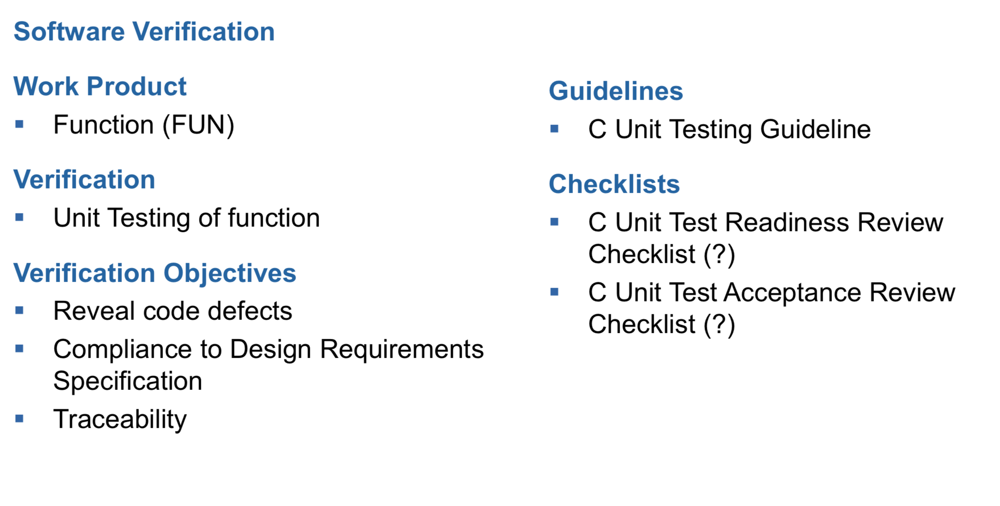 Software Verification
Work Product
Function (FUN)
Verification
Unit Testing of function
Verification Objectives
Reveal code defects
Compliance to Design Requirements
Specification
Traceability
Guidelines
C Unit Testing Guideline
Checklists
C Unit Test Readiness Review
Checklist (?)
C Unit Test Acceptance Review
Checklist (?)